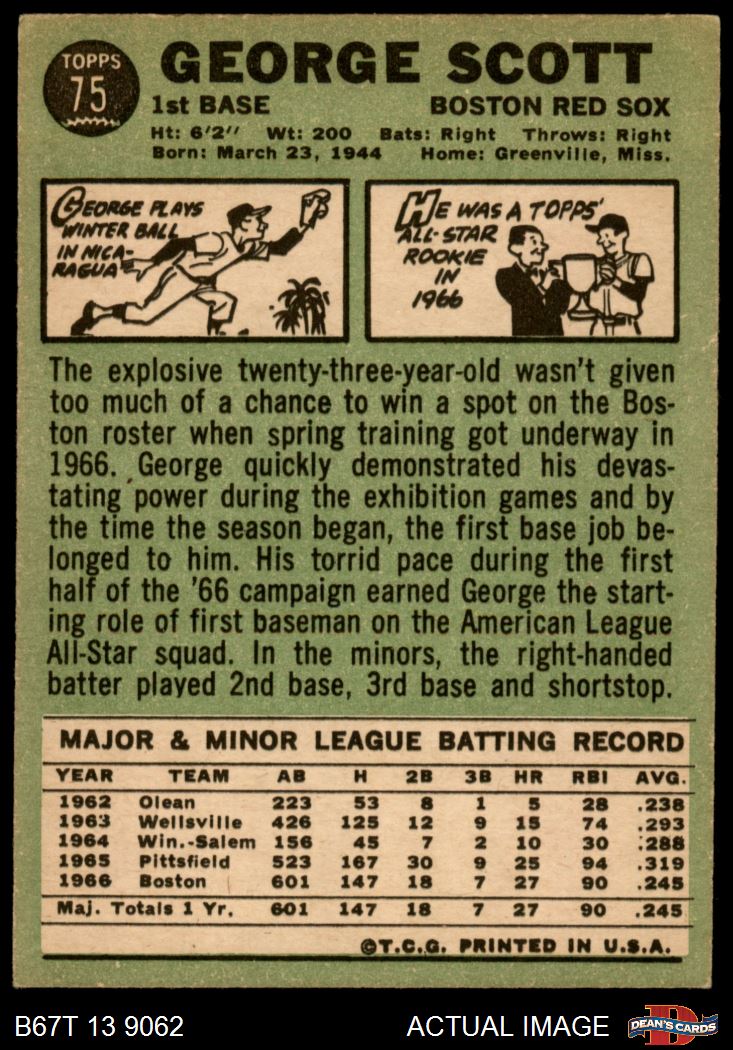 TOPPS
75
GEORGE SCOTT
1st BASE BOSTON RED SOX
Ht: 6'2'' Wt: 200 Bats: Right Throws: Right
Born: March 23, 1944 Home: Greenville, Miss.
GEORGE PLAYS
WINTER BALL
IN NICA-
RAGUA
HE WAS A TOPPS'
ALL-STAR
ROOKIE
IN
1966
The explosive twenty-three-year-old wasn't given
too much of a chance to win a spot on the Bos-
ton roster when spring training got underway in
1966. George quickly demonstrated his devas-
tating power during the exhibition games and by
the time the season began, the first base job be-
longed to him. His torrid pace during the first
half of the '66 campaign earned George the start-
ing role of first baseman on the American League
All-Star squad. In the minors, the right-handed
batter played 2nd base, 3rd base and shortstop.
MAJOR & MINOR LEAGUE BATTING RECORD
YEAR TEAM AB H 2B 3B HR RBI AVG.
1962 Olean 223 53 8 1 5 28 .238
1963 Wellsville 426 125 12 9 15 74 .293
1964 Win.-Salem 156 45 7 2 10 30 .288
1965 Pittsfield 523 167 30 9 25 94 .319
1966 Boston 601 147 18 7 27 90 .245
Maj. Totals 1 Yr. 601 147 18 7 27 90 .245
©T.C.G. PRINTED IN U.S.A.
B67T 13 9062 ACTUAL IMAGE DEAN'S CARDS